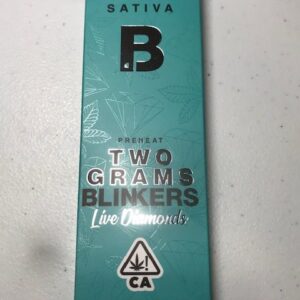 SATIVA
B
PREHEAT
TWO
GRAMS
BLINKERS
Live Diamonds
!
CA